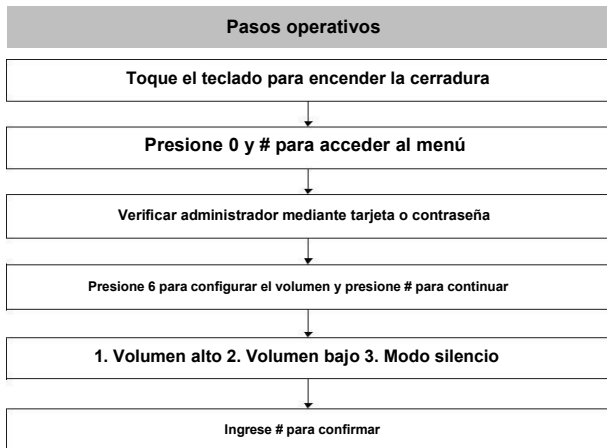 Pasos operativos
Toque el teclado para encender la cerradura
Presione 0 y # para acceder al menú
Verificar administrador mediante tarjeta o contraseña
Presione 6 para configurar el volumen y presione # para continuar
1. Volumen alto 2. Volumen bajo 3. Modo silencio
Ingrese # para confirmar